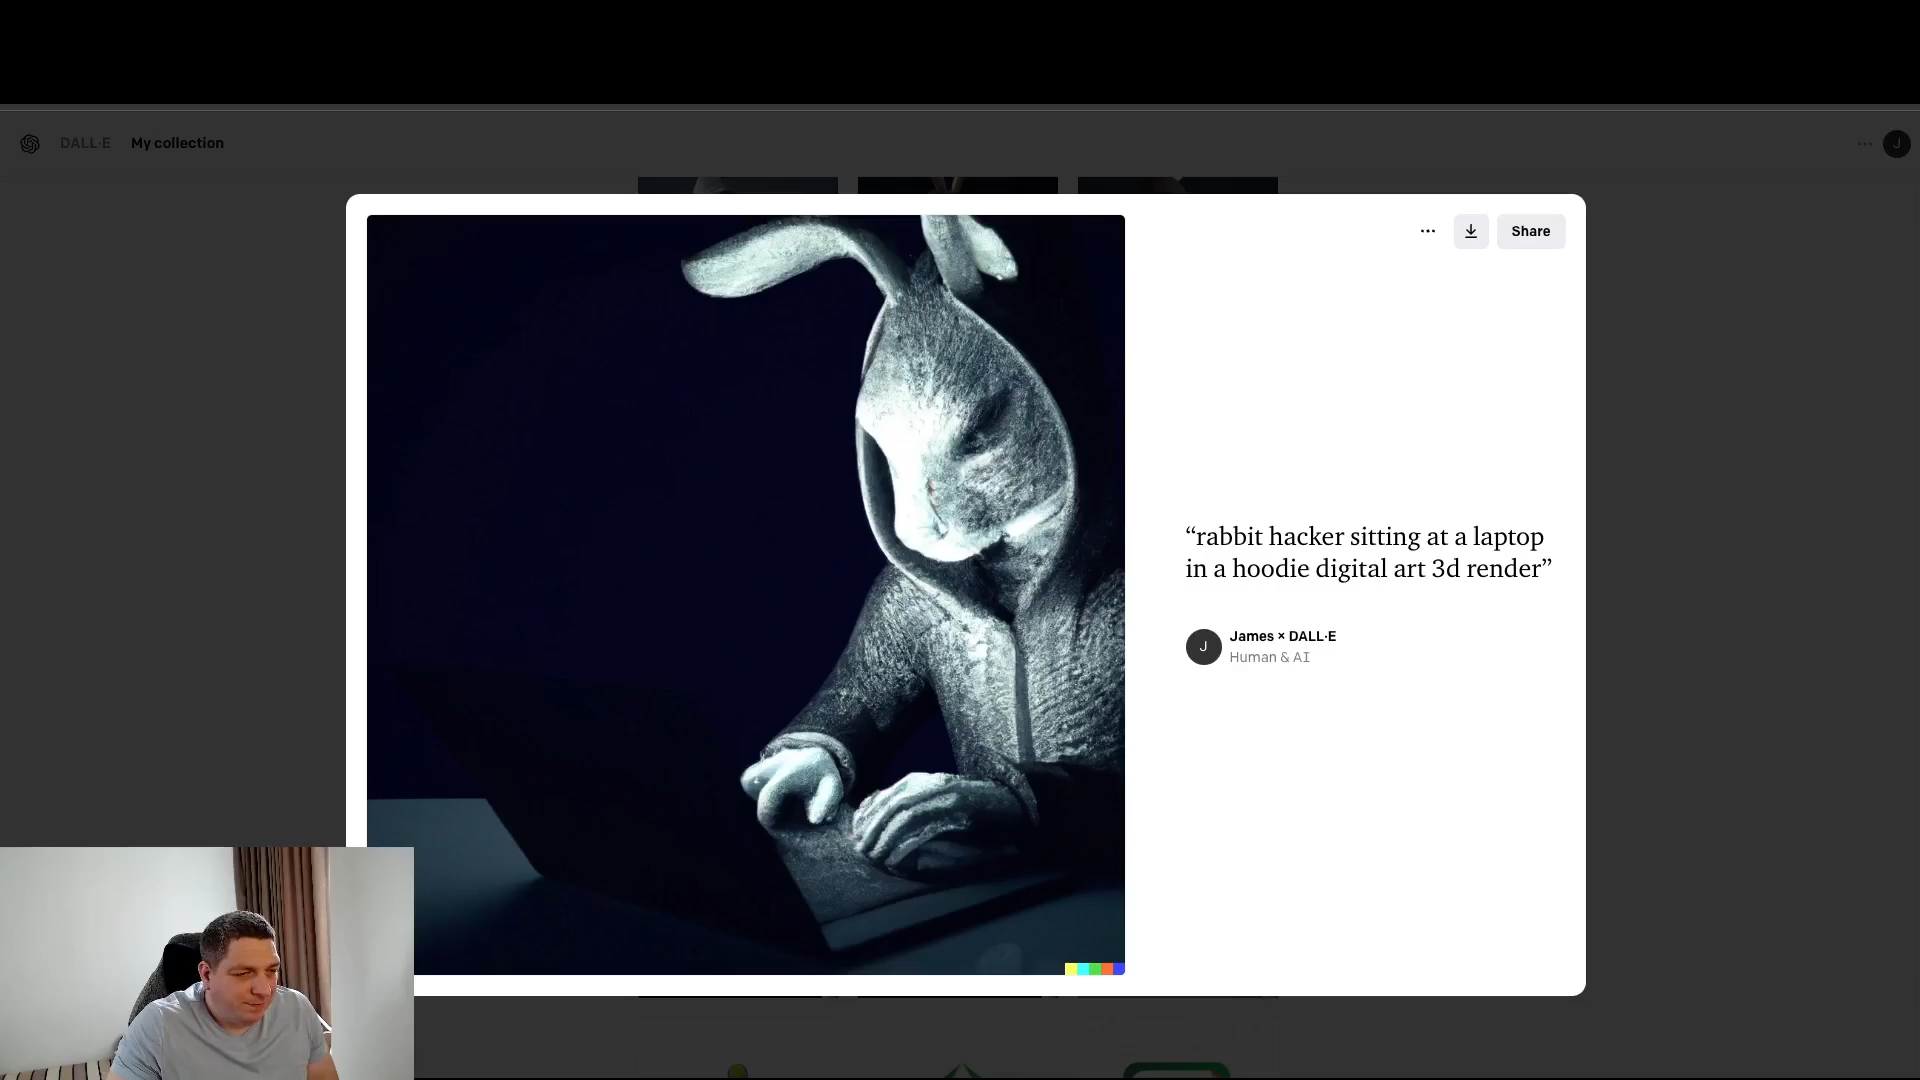 DALL·E My collection
J
Share
“rabbit hacker sitting at a laptop
in a hoodie digital art 3d render”
J
James × DALL·E
Human & AI